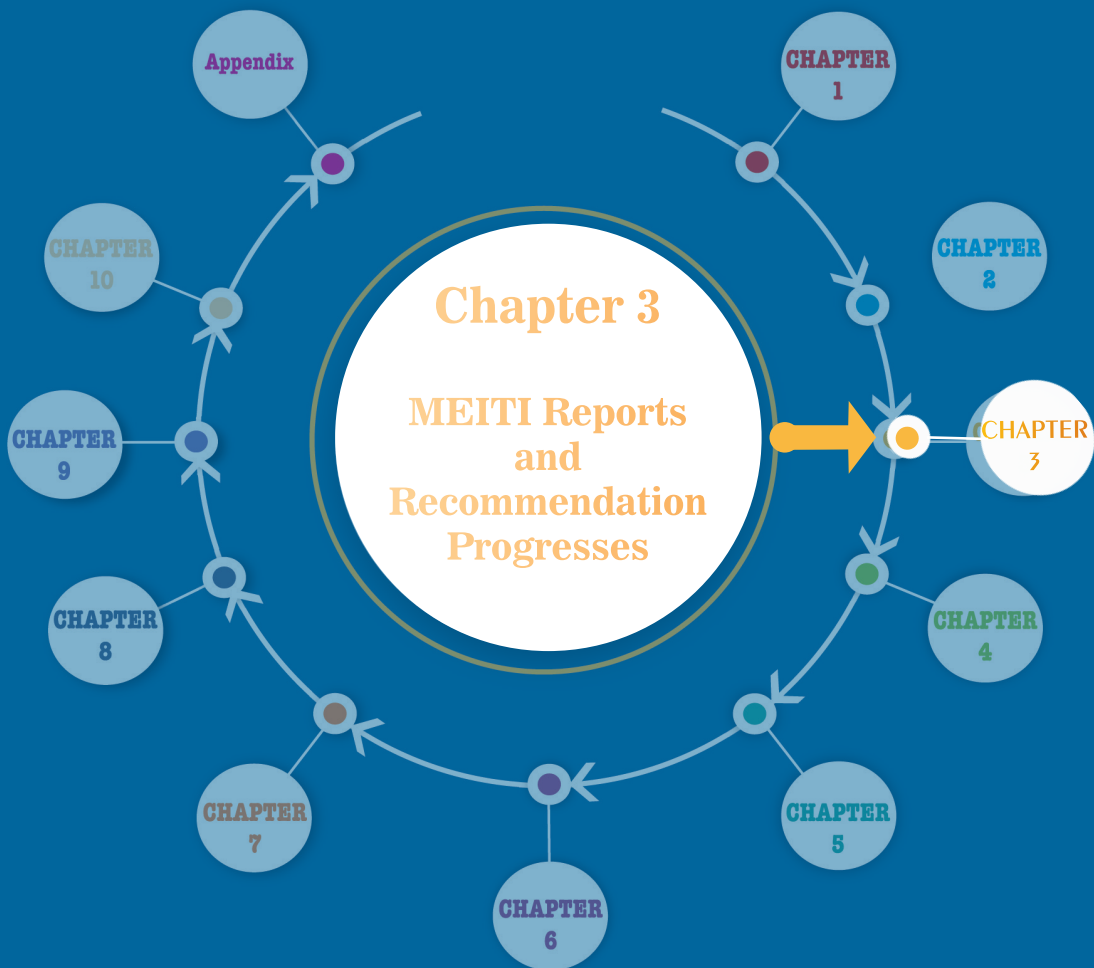 Appendix
CHAPTER
1
CHAPTER
10
CHAPTER
2
Chapter 3
MEITI Reports
and
Recommendation
Progresses
CHAPTER
3
CHAPTER
9
CHAPTER
8
CHAPTER
4
CHAPTER
7
CHAPTER
5
CHAPTER
6